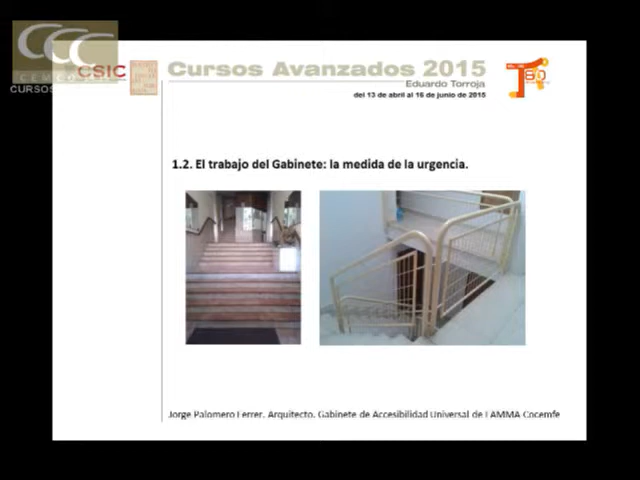 CCC
CEMCO
CSIC
CURSOS
Cursos Avanzados 2015
Eduardo Torroja
del 13 de abril al 16 de junio de 2015
1.2. El trabajo del Gabinete: la medida de la urgencia.
Jorge Palomero Ferrer. Arquitecto. Gabinete de Accesibilidad Universal de FAMMA-Cocemfe